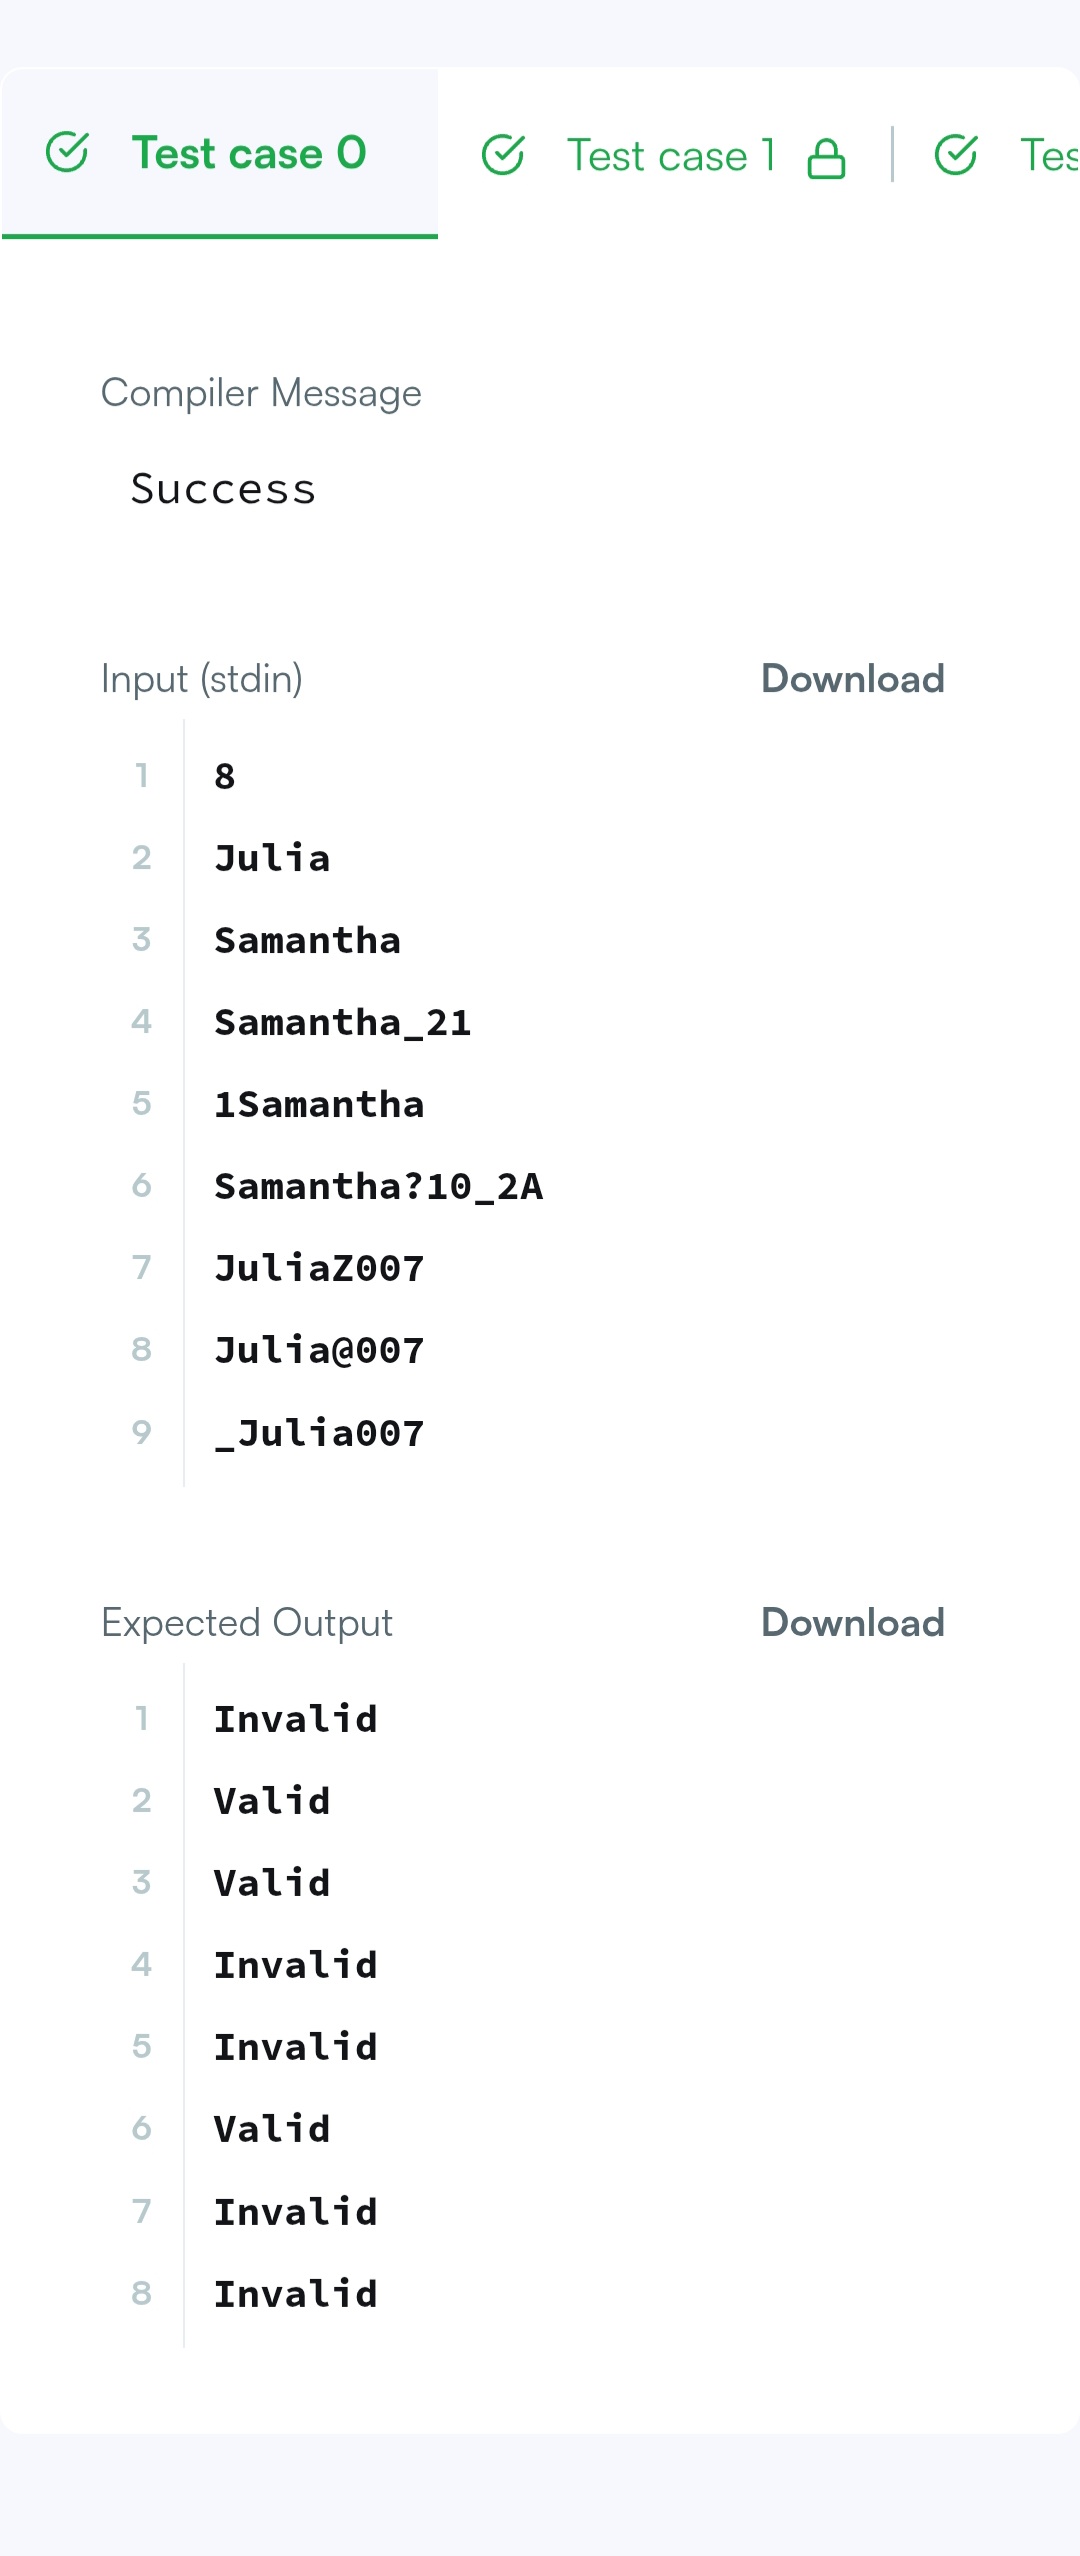 Test case 0 Test case 1 Tes
Compiler Message
Success
Input (stdin) Download
1 8
2 Julia
3 Samantha
4 Samantha_21
5 1Samantha
6 Samantha?10_2A
7 JuliaZ007
8 Julia@007
9 _Julia007
Expected Output Download
1 Invalid
2 Valid
3 Valid
4 Invalid
5 Invalid
6 Valid
7 Invalid
8 Invalid